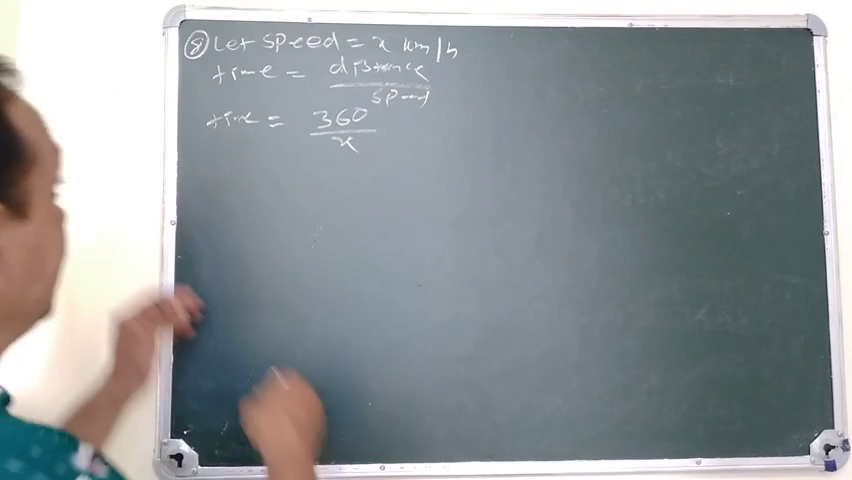 ⑧ Let speed = x km/h
time = distance / speed
time = 360 / x